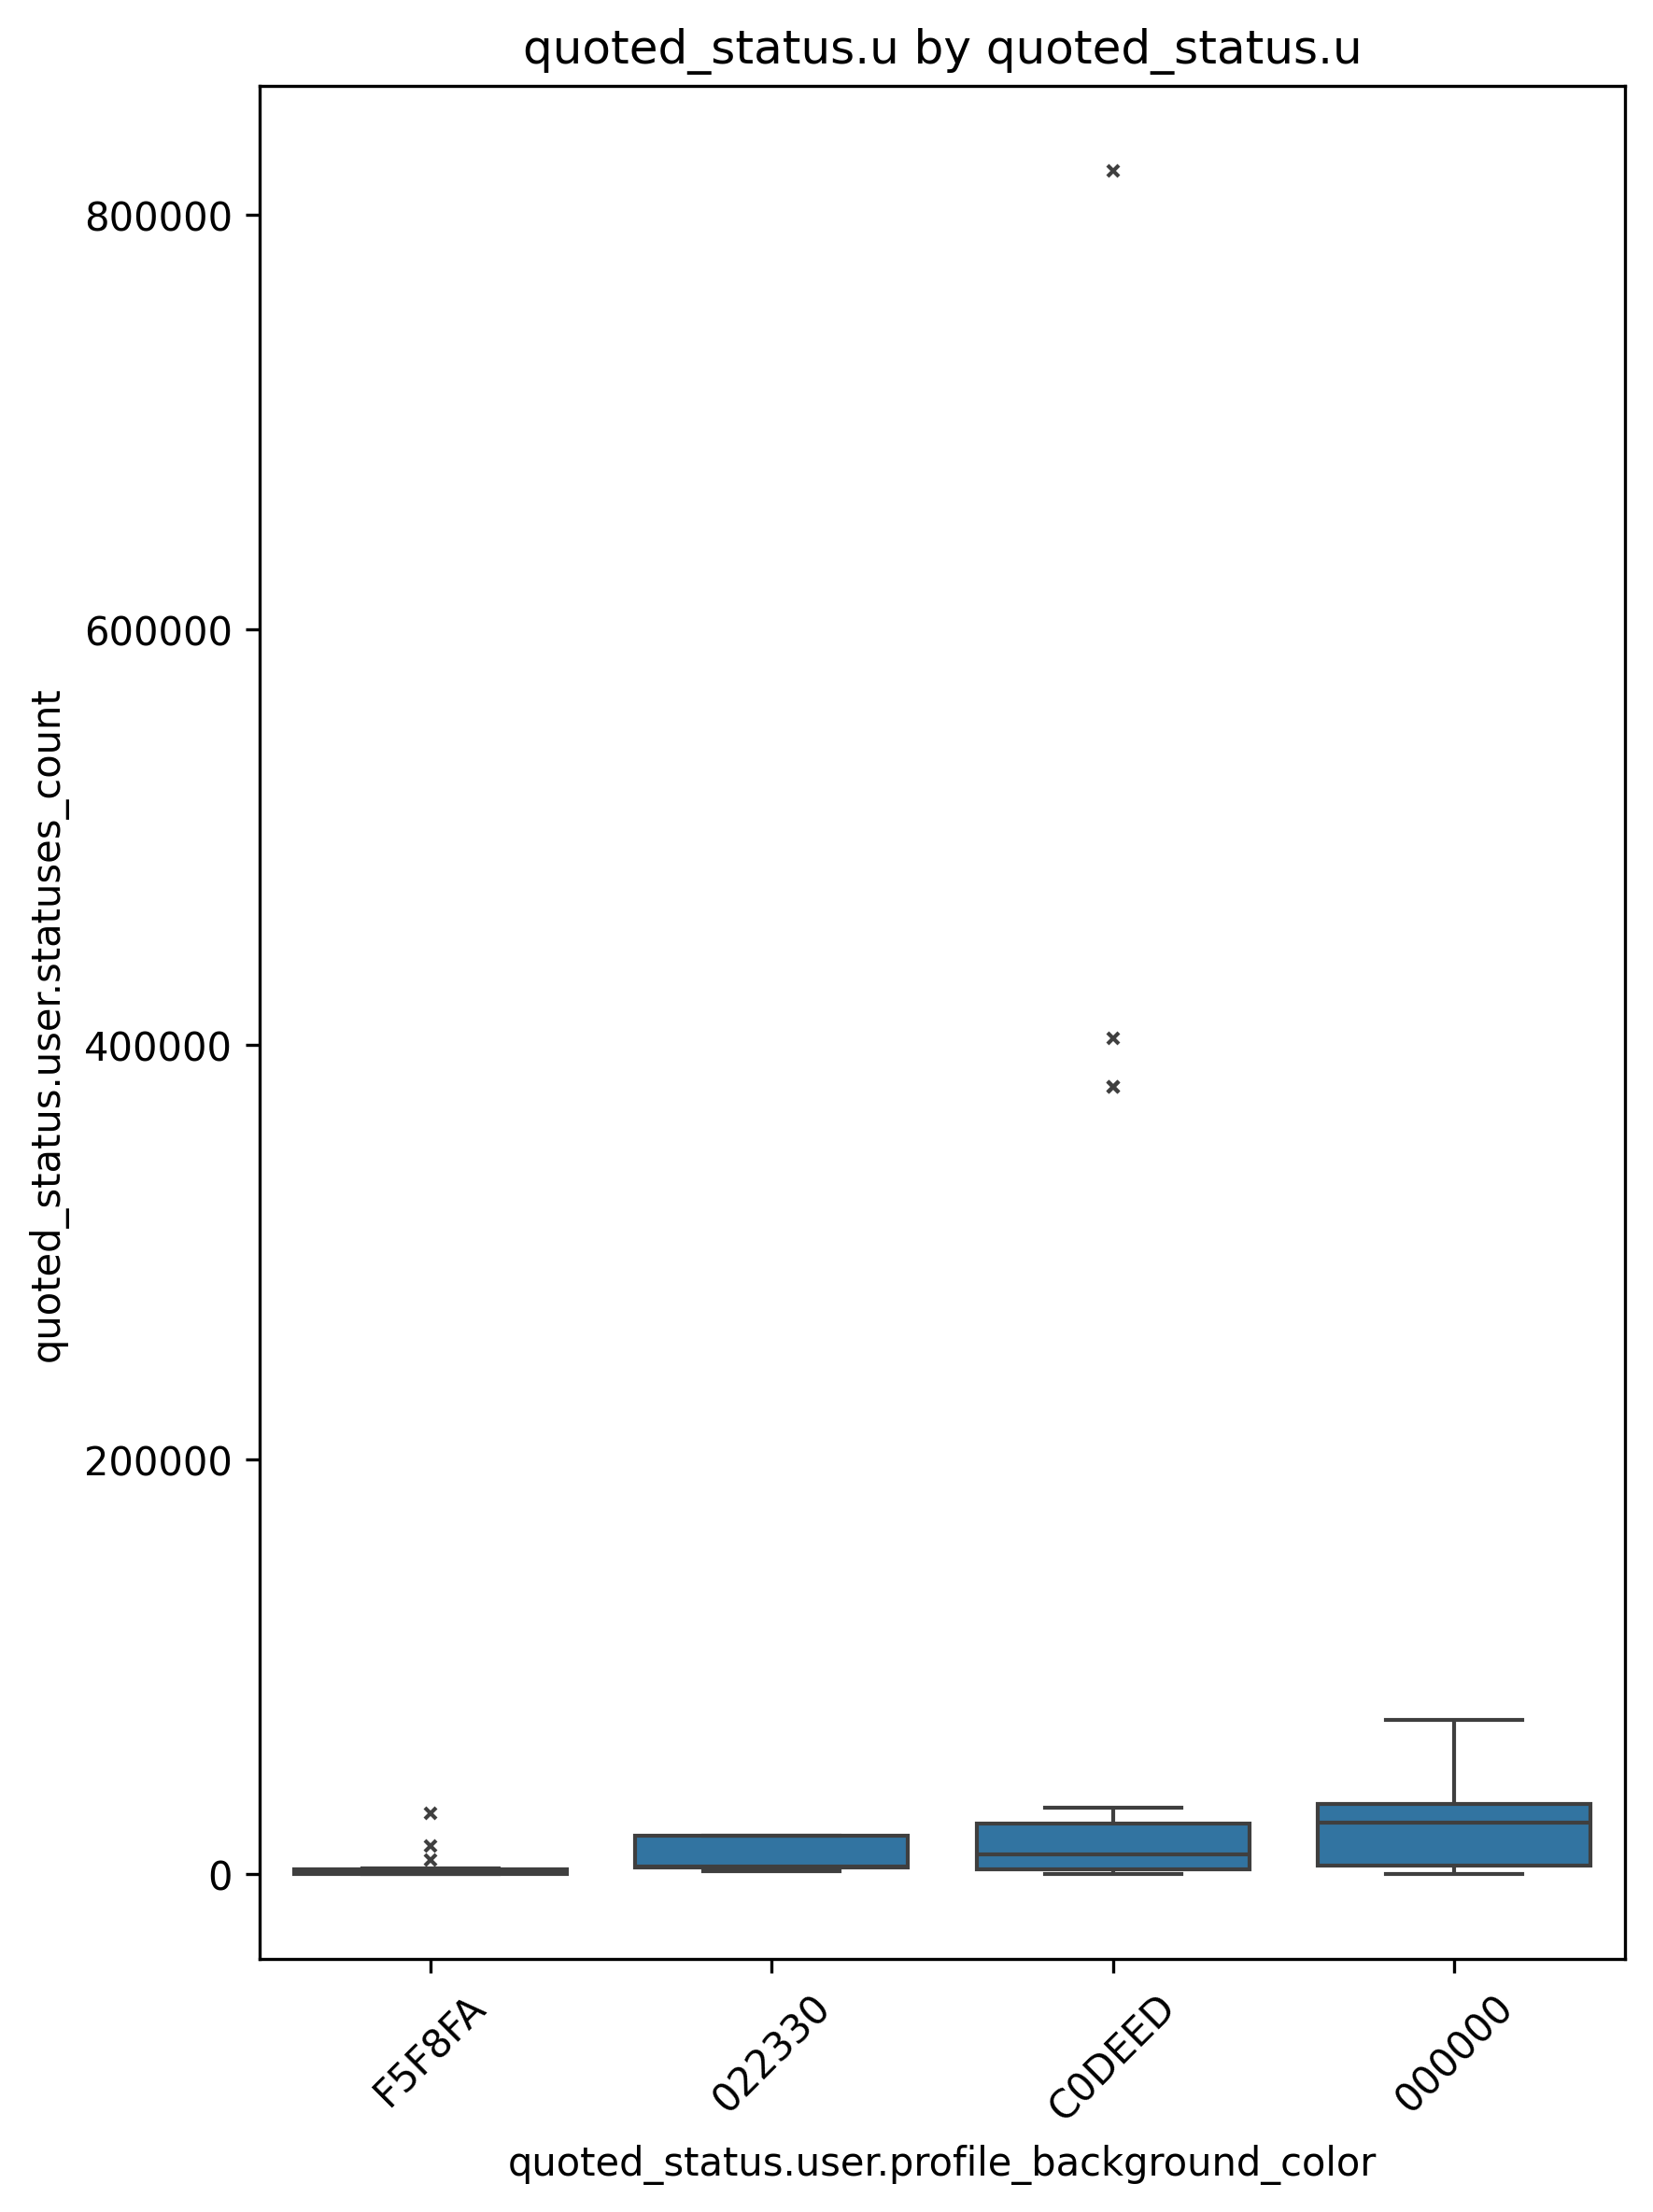 quoted_status.u by quoted_status.u
quoted_status.user.statuses_count
800000
600000
400000
200000
0
F5F8FA
022330
C0DEED
000000
quoted_status.user.profile_background_color